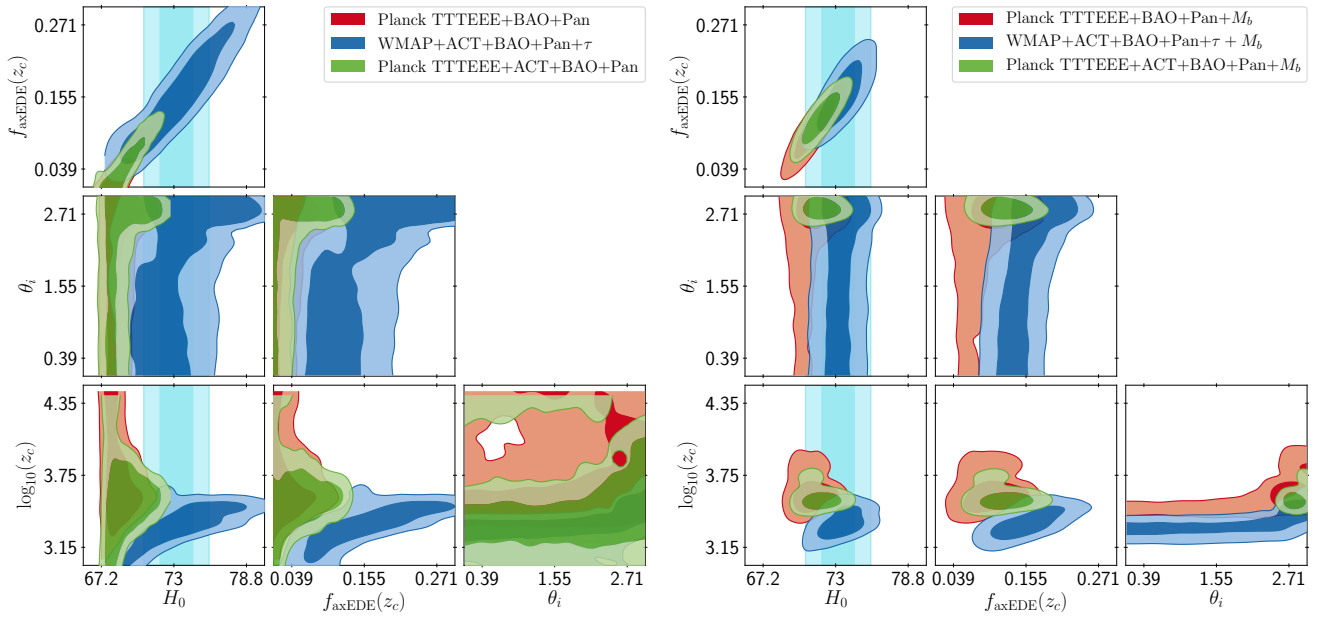 Planck TTTEEE+BAO+Pan
WMAP+ACT+BAO+Pan+τ
Planck TTTEEE+ACT+BAO+Pan
0.271
0.155
0.039
f_axEDE(z_c)
2.71
1.55
0.39
θ_i
4.35
3.75
3.15
log₁₀(z_c)
67.2 73 78.8
H₀
0.039 0.155 0.271
f_axEDE(z_c)
0.39 1.55 2.71
θ_i
Planck TTTEEE+BAO+Pan+M_b
WMAP+ACT+BAO+Pan+τ + M_b
Planck TTTEEE+ACT+BAO+Pan+M_b
0.271
0.155
0.039
f_axEDE(z_c)
2.71
1.55
0.39
θ_i
4.35
3.75
3.15
log₁₀(z_c)
67.2 73 78.8
H₀
0.039 0.155 0.271
f_axEDE(z_c)
0.39 1.55 2.71
θ_i